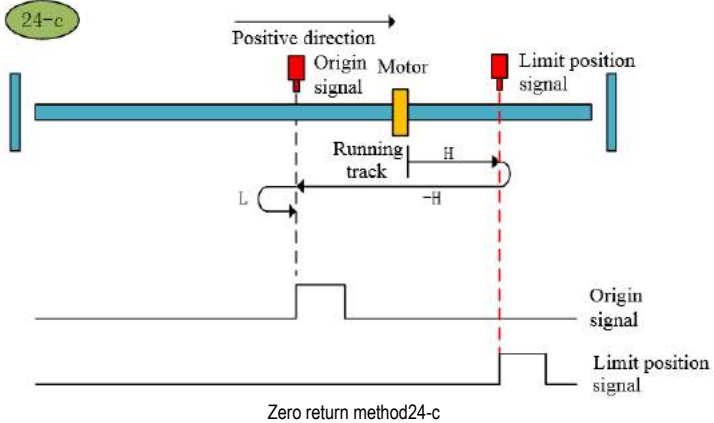 24-c
Positive direction
Origin
signal
Motor
Limit position
signal
Running
track
H
L
-H
Origin
signal
Limit position
signal
Zero return method24-c